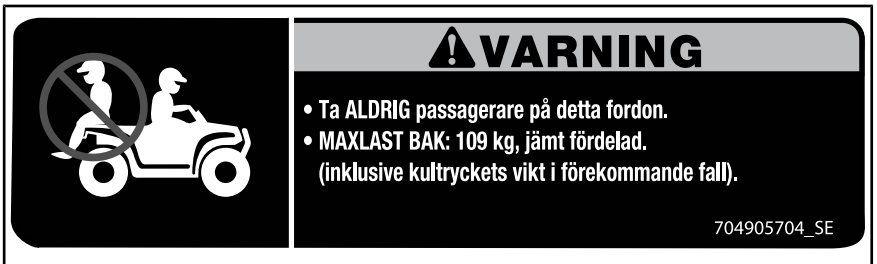 VARNING
• Ta ALDRIG passagerare på detta fordon.
• MAXLAST BAK: 109 kg, jämt fördelad.
(inklusive kultryckets vikt i förekommande fall).
704905704_SE